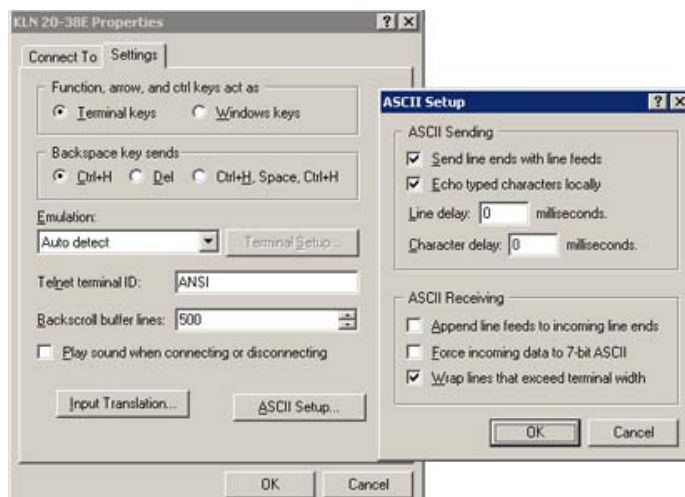 KLN 20-38E Properties
Connect To Settings
Function, arrow, and ctrl keys act as
Terminal keys Windows keys
Backspace key sends
Ctrl+H Del Ctrl+H, Space, Ctrl+H
Emulation:
Auto detect Terminal Setup...
Telnet terminal ID: ANSI
Backscroll buffer lines: 500
Play sound when connecting or disconnecting
Input Translation... ASCII Setup...
OK Cancel
ASCII Setup
ASCII Sending
Send line ends with line feeds
Echo typed characters locally
Line delay: 0 milliseconds.
Character delay: 0 milliseconds.
ASCII Receiving
Append line feeds to incoming line ends
Force incoming data to 7-bit ASCII
Wrap lines that exceed terminal width
OK Cancel